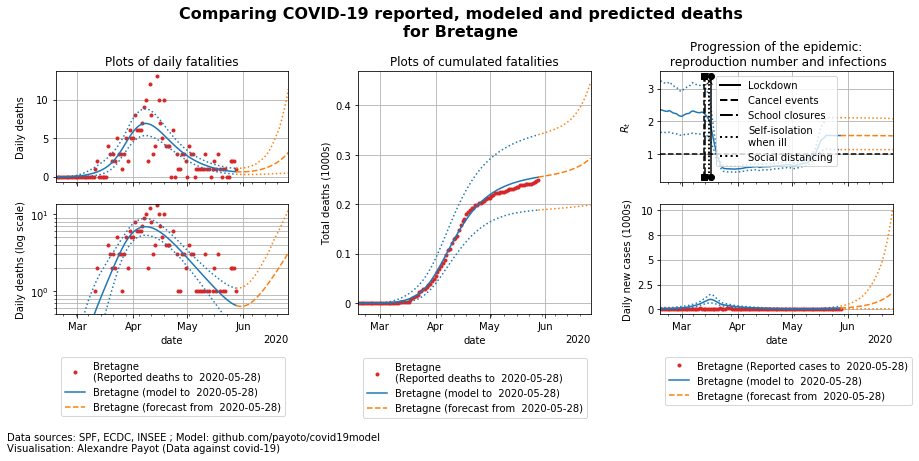 Comparing COVID-19 reported, modeled and predicted deaths
for Bretagne
Plots of daily fatalities
Daily deaths
10
5
0
Daily deaths (log scale)
10¹
10⁰
Mar
Apr
May
Jun
date
2020
Bretagne
(Reported deaths to  2020-05-28)
Bretagne (model to  2020-05-28)
Bretagne (forecast from  2020-05-28)
Plots of cumulated fatalities
Total deaths (1000s)
0.4
0.3
0.2
0.1
0
Mar
Apr
May
Jun
date
2020
Bretagne
(Reported deaths to  2020-05-28)
Bretagne (model to  2020-05-28)
Bretagne (forecast from  2020-05-28)
Progression of the epidemic:
reproduction number and infections
Rₜ
3
2
1
Lockdown
Cancel events
School closures
Self-isolation
when ill
Social distancing
Daily new cases (1000s)
10
8
5
2.5
0
Mar
Apr
May
Jun
date
2020
Bretagne (Reported cases to  2020-05-28)
Bretagne (model to  2020-05-28)
Bretagne (forecast from  2020-05-28)
Data sources: SPF, ECDC, INSEE ; Model: github.com/payoto/covid19model
Visualisation: Alexandre Payot (Data against covid-19)